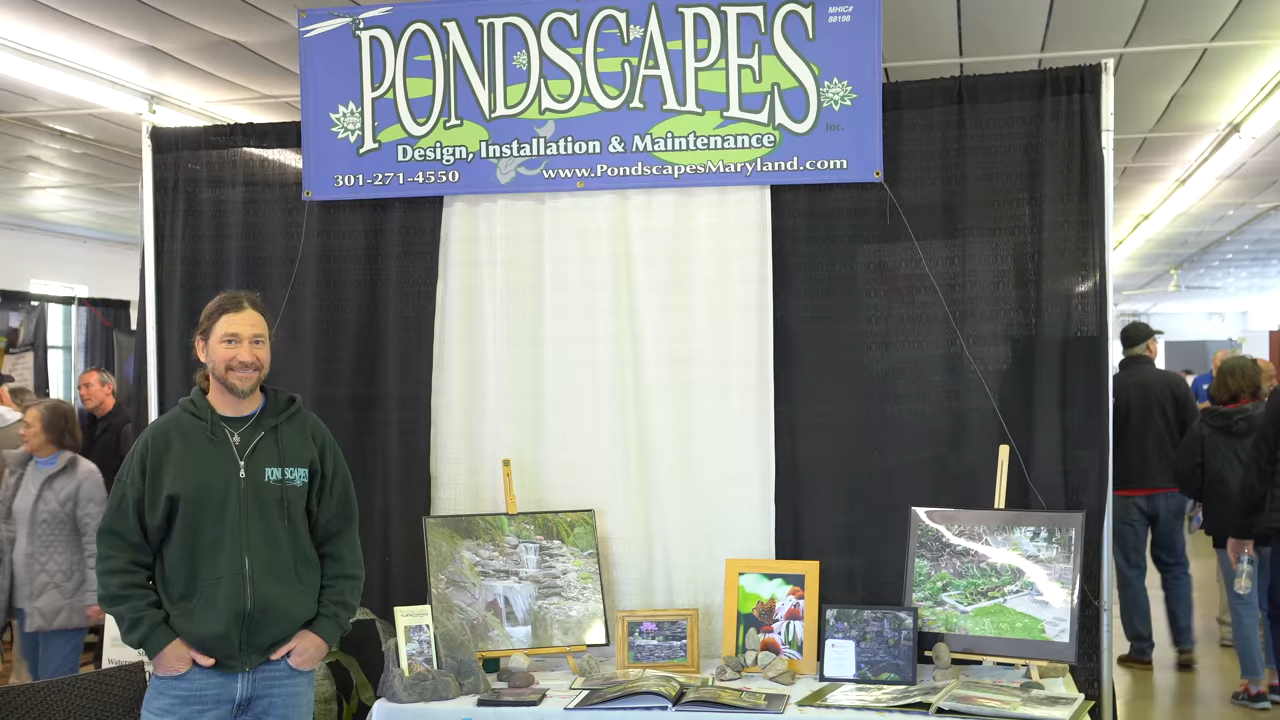 PONDSCAPES
MHIC#
88198
inc.
Design, Installation & Maintenance
301-271-4550
www.PondscapesMaryland.com
PONDSCAPES